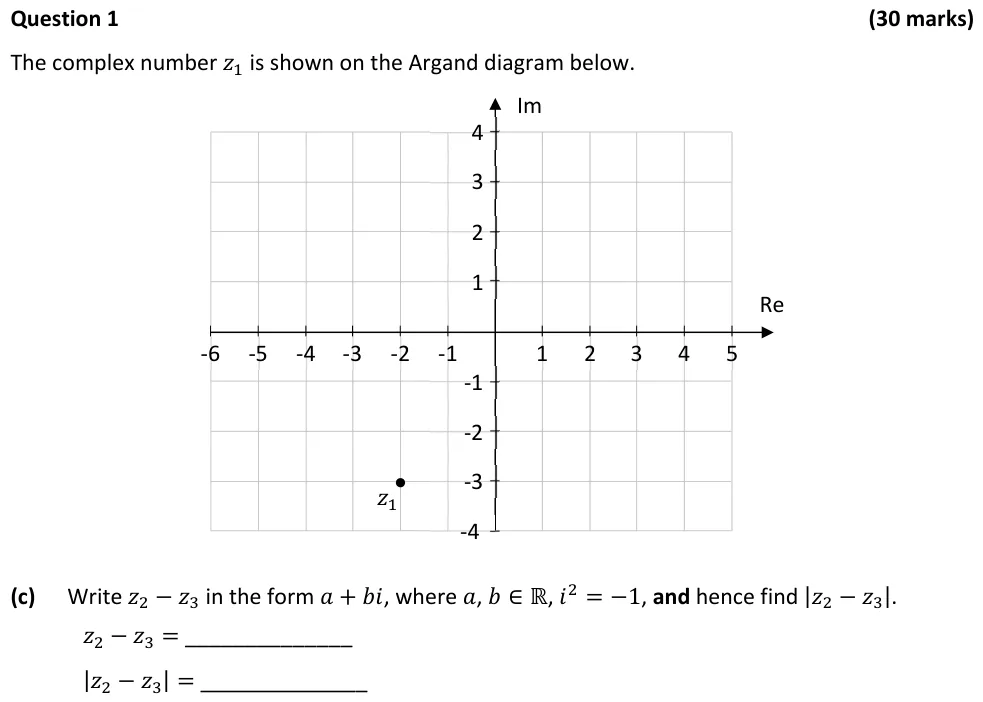 Question 1 (30 marks)
The complex number z₁ is shown on the Argand diagram below.
Im
4
3
2
1
Re
-6 -5 -4 -3 -2 -1 1 2 3 4 5
-1
-2
-3
z₁
-4
(c) Write z₂ − z₃ in the form a + bi, where a, b ∈ ℝ, i² = −1, and hence find |z₂ − z₃|.
z₂ − z₃ = _______________
|z₂ − z₃| = _______________